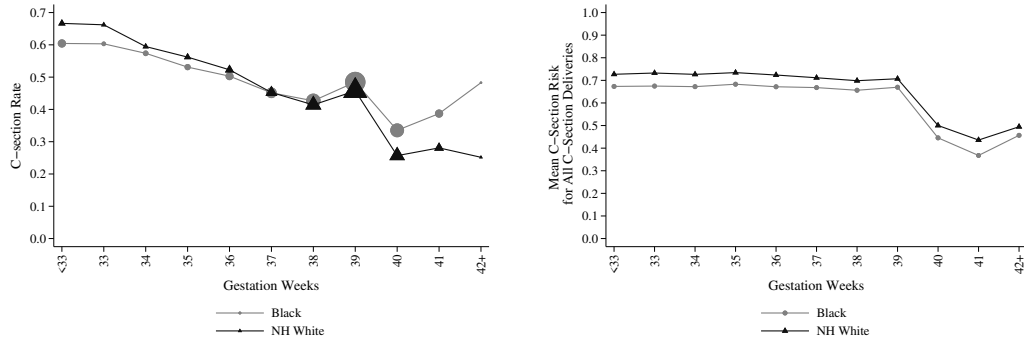 C−section Rate
0.7
0.6
0.5
0.4
0.3
0.2
0.1
0.0
<33 33 34 35 36 37 38 39 40 41 42+
Gestation Weeks
Black
NH White
Mean C−Section Risk
for All C−Section Deliveries
1.0
0.9
0.8
0.7
0.6
0.5
0.4
0.3
0.2
0.1
0.0
<33 33 34 35 36 37 38 39 40 41 42+
Gestation Weeks
Black
NH White